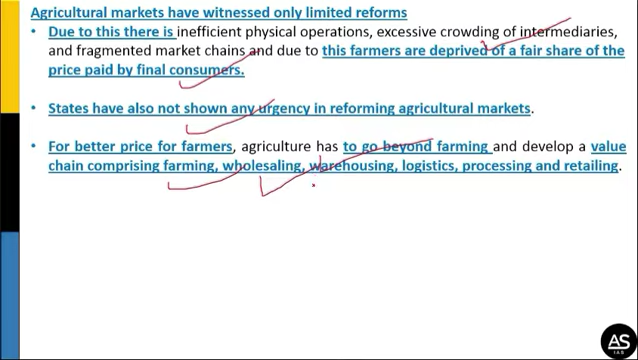 Agricultural markets have witnessed only limited reforms
• Due to this there is inefficient physical operations, excessive crowding of intermediaries,
and fragmented market chains and due to this farmers are deprived of a fair share of the
price paid by final consumers.
• States have also not shown any urgency in reforming agricultural markets.
• For better price for farmers, agriculture has to go beyond farming and develop a value
chain comprising farming, wholesaling, warehousing, logistics, processing and retailing.
AS
IAS